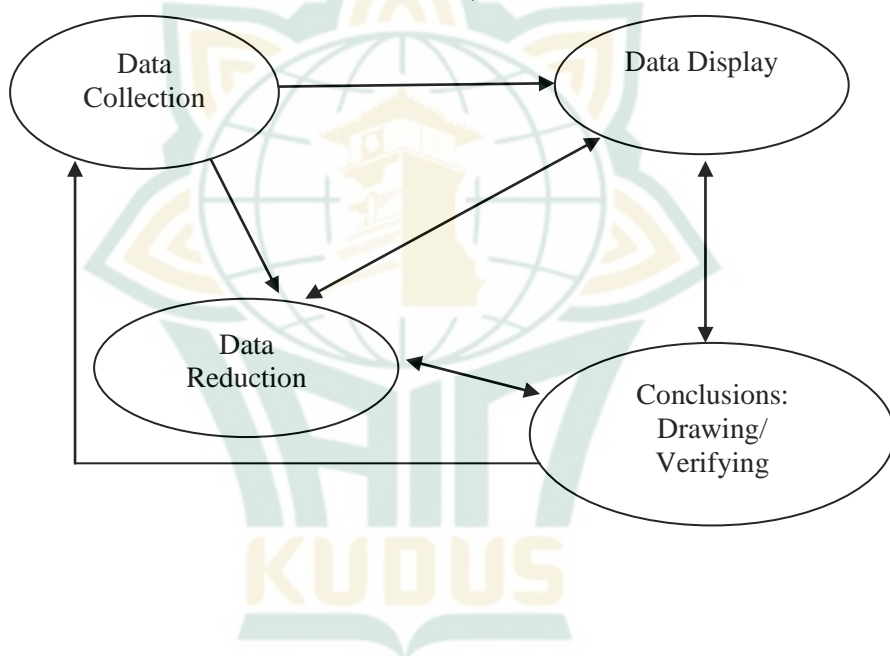 Data
Collection
Data Display
Data
Reduction
Conclusions:
Drawing/
Verifying
KUDUS